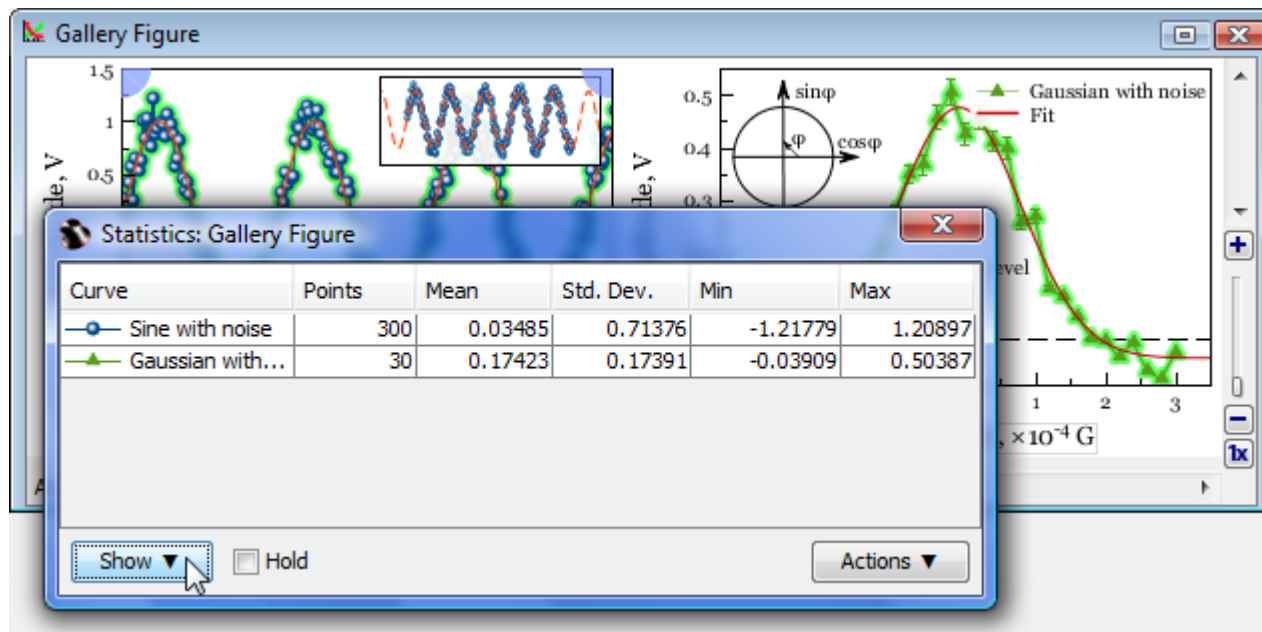 Gallery Figure
1.5
1
0.5
de, V
0.5
0.4
0.3
de, V
sinφ
cosφ
φ
Gaussian with noise
Fit
evel
1 2 3
, ×10⁻⁴ G
1x
Statistics: Gallery Figure
Curve Points Mean Std. Dev. Min Max
Sine with noise 300 0.03485 0.71376 -1.21779 1.20897
Gaussian with... 30 0.17423 0.17391 -0.03909 0.50387
Show ▼ Hold Actions ▼